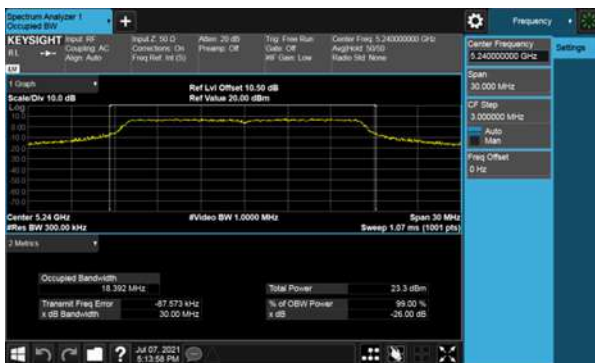 Spectrum Analyzer 1
Occupied BW
Frequency
KEYSIGHT Input: RF Input Z: 50 Ω Atten: 20 dB Trig: Free Run Center Freq: 5.240000000 GHz
RL Coupling: AC Corrections: On Preamp: Off Gate: Off Avg|Hold: 50/50
Align: Auto Freq Ref: Int (S) #IF Gain: Low Radio Std: None
Center Frequency
5.240000000 GHz
Settings
Span
30.000 MHz
CF Step
3.000000 MHz
Auto
Man
Freq Offset
0 Hz
1 Graph
Ref Lvl Offset 10.50 dB
Scale/Div 10.0 dB Ref Value 20.00 dBm
Log
10.0
0.00
Center 5.24 GHz #Video BW 1.0000 MHz Span 30 MHz
#Res BW 300.00 kHz Sweep 1.07 ms (1001 pts)
2 Metrics
Occupied Bandwidth
18.392 MHz Total Power 23.3 dBm
Transmit Freq Error -87.573 kHz % of OBW Power 99.00 %
x dB Bandwidth 30.00 MHz x dB -26.00 dB
Jul 07, 2021
5:13:58 PM